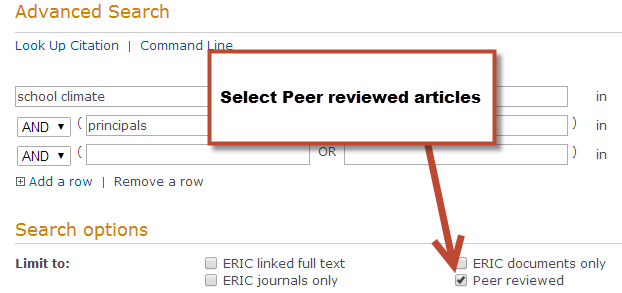 Advanced Search
Look Up Citation | Command Line
Select Peer reviewed articles
school climate in
AND ( principals ) in
AND ( OR ) in
Add a row | Remove a row
Search options
Limit to: ERIC linked full text ERIC documents only
ERIC journals only Peer reviewed